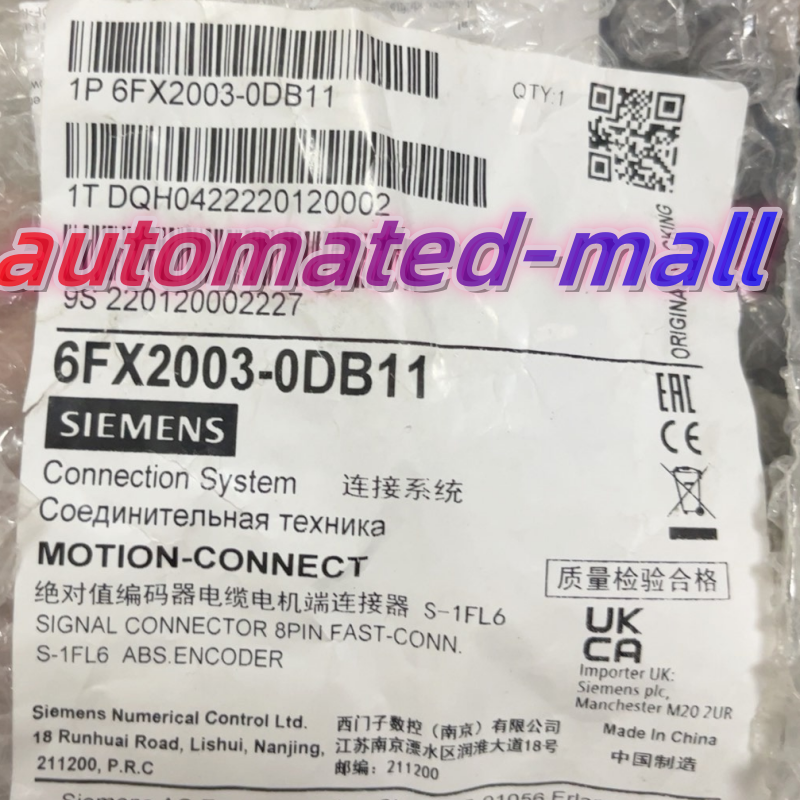 1P 6FX2003-0DB11
QTY:1
1T DQH0422220120002
automated-mall
9S 220120002227
6FX2003-0DB11
SIEMENS
Connection System 连接系统
Соединительная техника
MOTION-CONNECT
绝对值编码器电缆电机端连接器 S-1FL6
SIGNAL CONNECTOR 8PIN FAST-CONN.
S-1FL6 ABS.ENCODER
ORIGINAL
EAC
CE
质量检验合格
UK
CA
Importer UK:
Siemens plc,
Manchester M20 2UR
Made In China
中国制造
Siemens Numerical Control Ltd.
18 Runhuai Road, Lishui, Nanjing,
211200, P.R.C
西门子数控（南京）有限公司
江苏南京溧水区润淮大道18号
邮编：211200